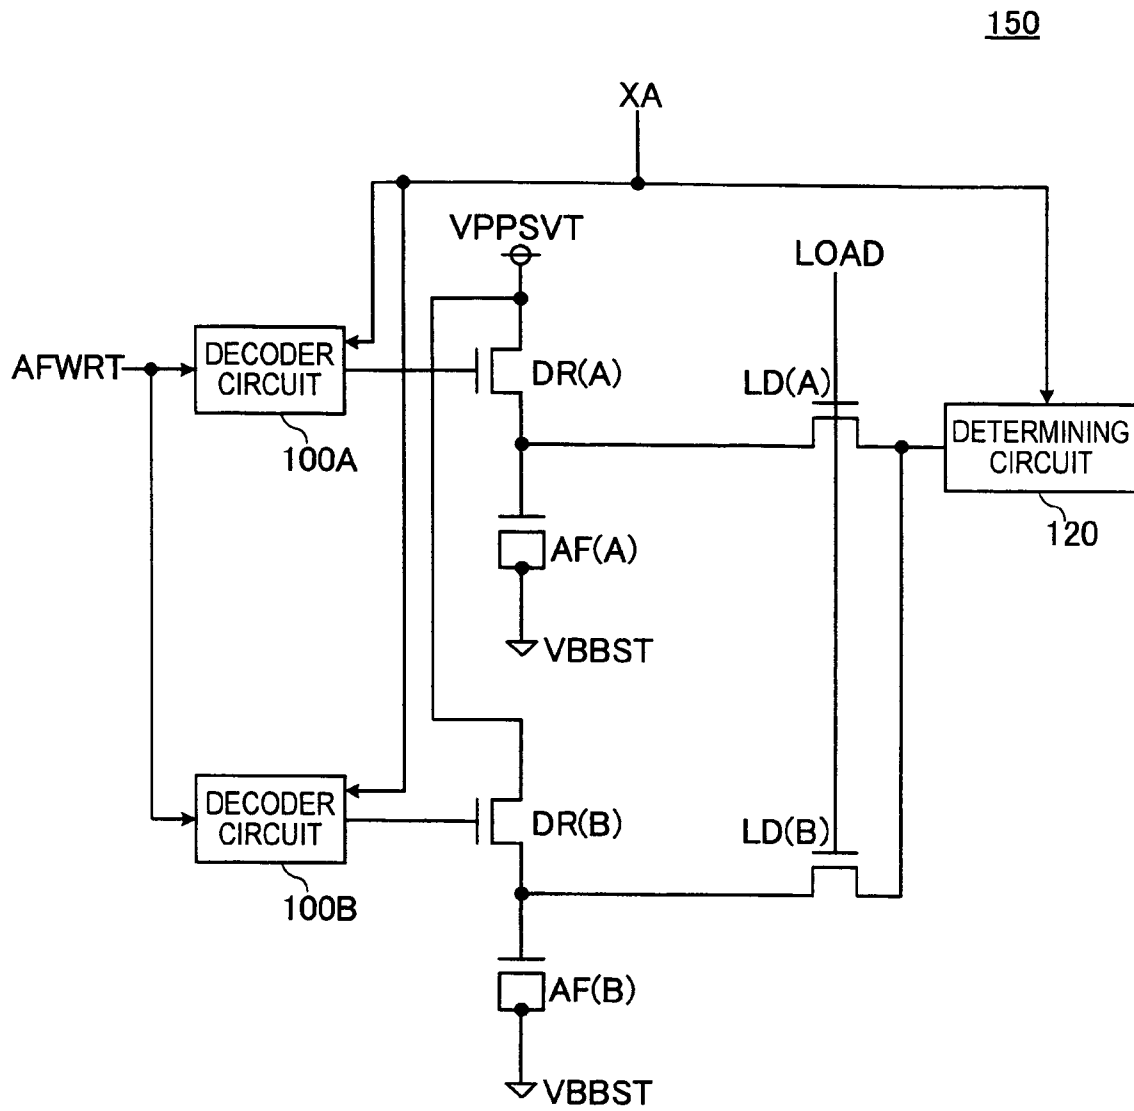 150
XA
VPPSVT
LOAD
AFWRT
DECODER
CIRCUIT
100A
DR(A)
LD(A)
DETERMINING
CIRCUIT
120
AF(A)
VBBST
DECODER
CIRCUIT
100B
DR(B)
LD(B)
AF(B)
VBBST